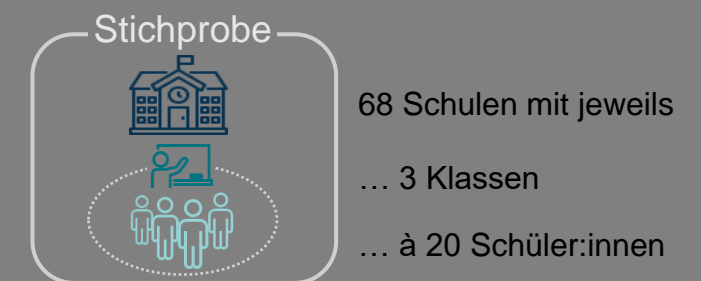 Stichprobe
68 Schulen mit jeweils
… 3 Klassen
… à 20 Schüler:innen